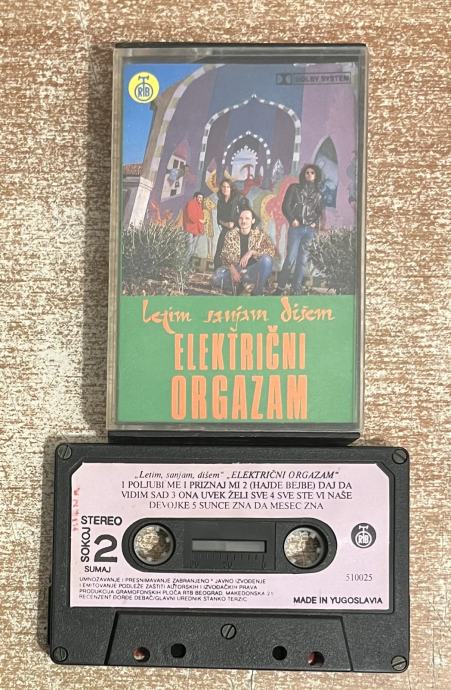 RTB
DOLBY SYSTEM
Letim sanjam dišem
ELEKTRIČNI
ORGAZAM
„Letim, sanjam, dišem” „ELEKTRIČNI ORGAZAM”
1 POLJUBI ME I PRIZNAJ MI 2 (HAJDE BEJBE) DAJ DA
VIDIM SAD 3 ONA UVEK ŽELI SVE 4 SVE STE VI NAŠE
DEVOJKE 5 SUNCE ZNA DA MESEC ZNA
STEREO
2
SOKOJ
SUMAJ
RTB
510025
UMNOŽAVANJE I PRESNIMAVANJE ZABRANJENO * JAVNO IZVOĐENJE
I EMITOVANJE PODLEŽE ZAŠTITI AUTORSKIH I IZVOĐAČKIH PRAVA
PRODUKCIJA GRAMOFONSKIH PLOČA RTB BEOGRAD, MAKEDONSKA 21
RECENZENT ĐORĐE DEBAČ/GLAVNI UREDNIK STANKO TERZIĆ
MADE IN YUGOSLAVIA